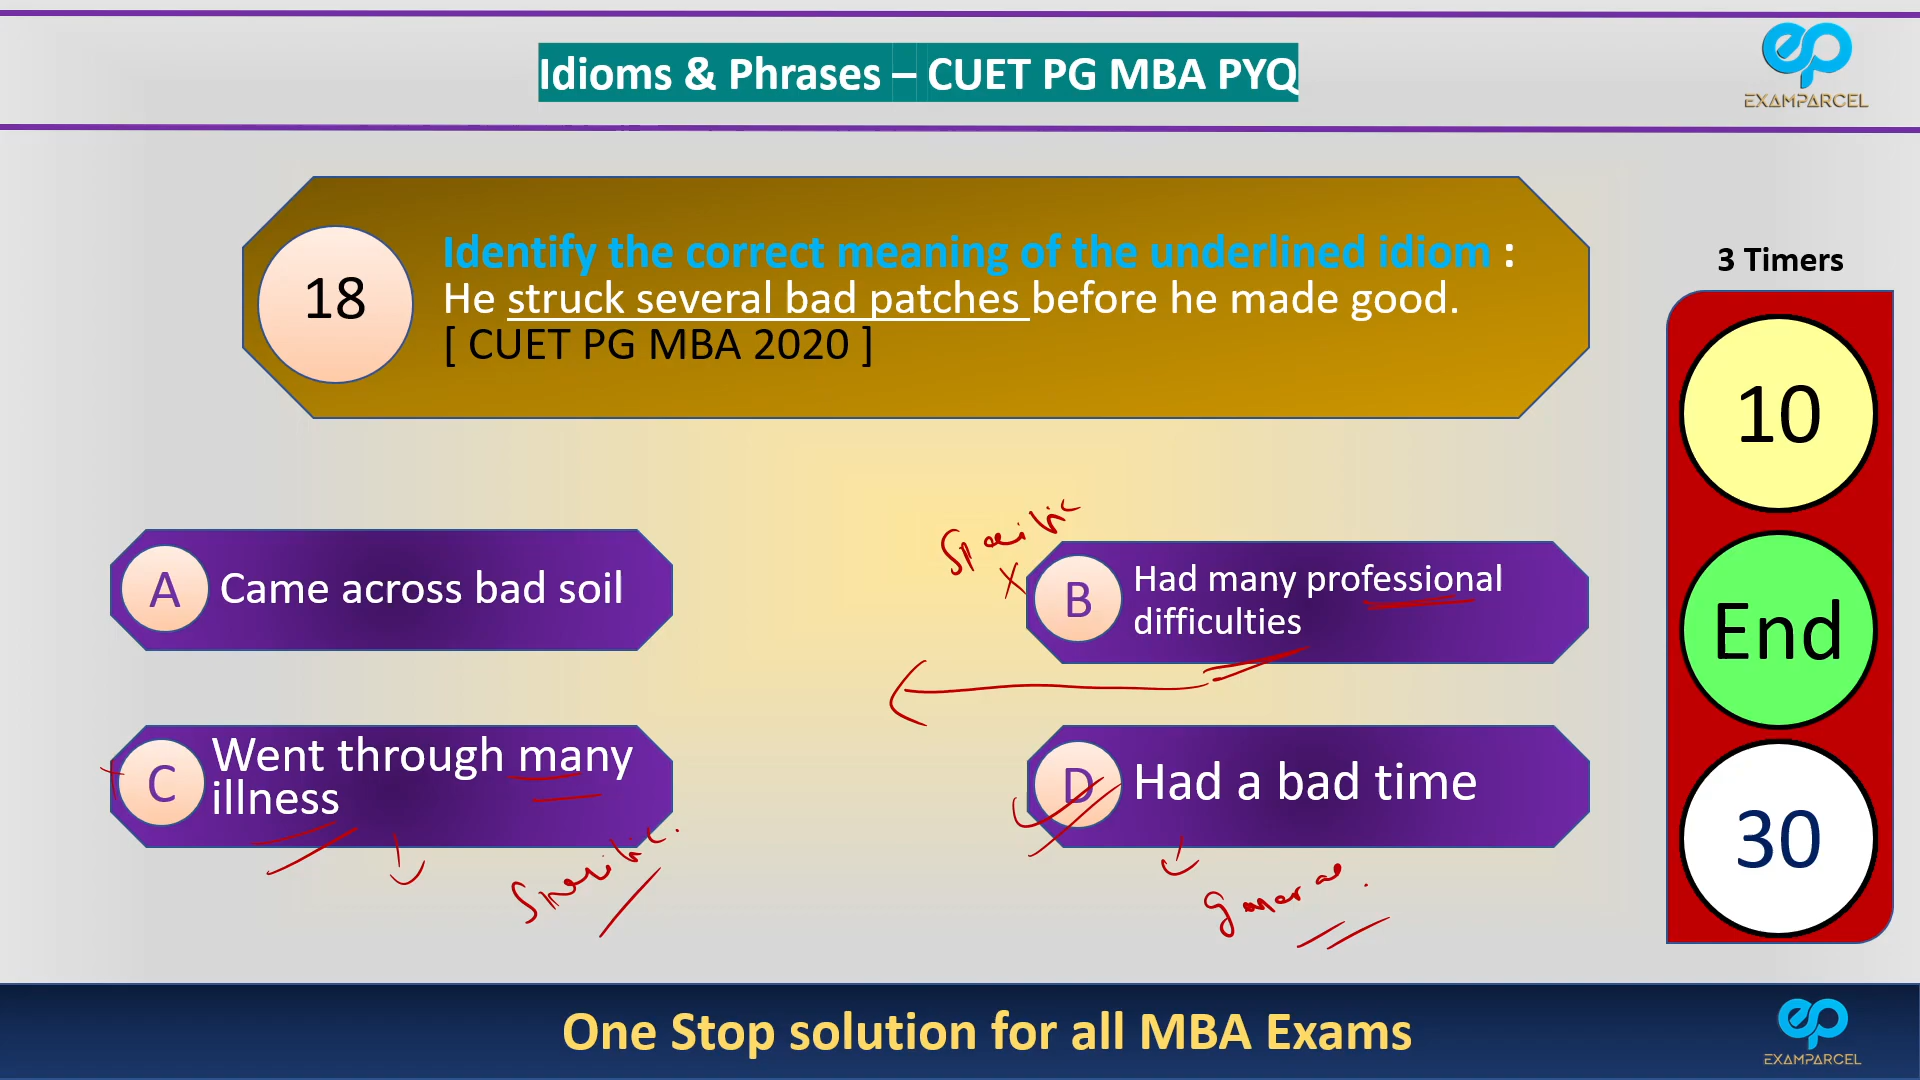 Idioms & Phrases – CUET PG MBA PYQ
EXAMPARCEL
18
Identify the correct meaning of the underlined idiom :
He struck several bad patches before he made good.
[ CUET PG MBA 2020 ]
3 Timers
10
End
30
Specific
A
Came across bad soil
X
B
Had many professional
difficulties
C
Went through many
illness
D
Had a bad time
Specific
General
One Stop solution for all MBA Exams
EXAMPARCEL